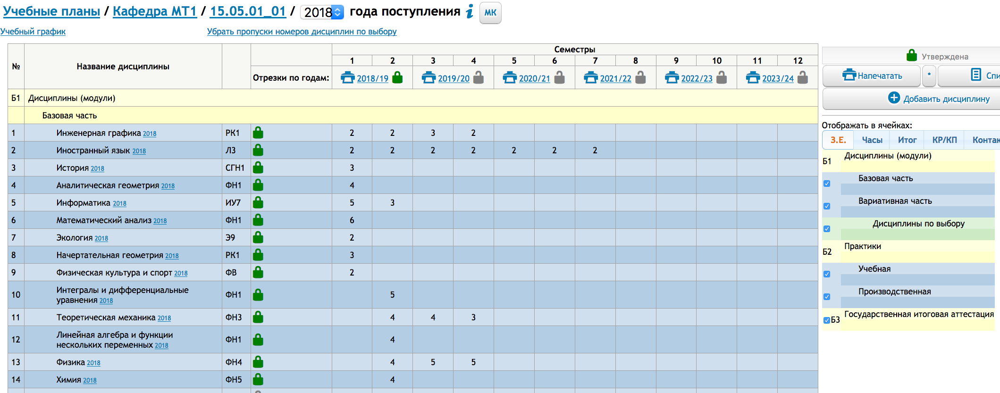 Учебные планы / Кафедра МТ1 / 15.05.01_01 / 2018 года поступления i МК
Учебный график Убрать пропуски номеров дисциплин по выбору
№ Название дисциплины Отрезки по годам: Семестры
1 2 3 4 5 6 7 8 9 10 11 12
2018/19 2019/20 2020/21 2021/22 2022/23 2023/24
Б1 Дисциплины (модули)
Базовая часть
1 Инженерная графика 2018 РК1 2 2 3 2
2 Иностранный язык 2018 Л3 2 2 2 2 2 2 2
3 История 2018 СГН1 3
4 Аналитическая геометрия 2018 ФН1 4
5 Информатика 2018 ИУ7 5 3
6 Математический анализ 2018 ФН1 6
7 Экология 2018 Э9 2
8 Начертательная геометрия 2018 РК1 3
9 Физическая культура и спорт 2018 ФВ 2
10 Интегралы и дифференциальные
уравнения 2018 ФН1 5
11 Теоретическая механика 2018 ФН3 4 4 3
12 Линейная алгебра и функции
нескольких переменных 2018 ФН1 4
13 Физика 2018 ФН4 4 5 5
14 Химия 2018 ФН5 4
Утверждена
Напечатать * Спи
Добавить дисциплину
Отображать в ячейках:
З.Е. Часы Итог КР/КП Контак
Б1 Дисциплины (модули)
Базовая часть
Вариативная часть
Дисциплины по выбору
Б2 Практики
Учебная
Производственная
Б3 Государственная итоговая аттестация